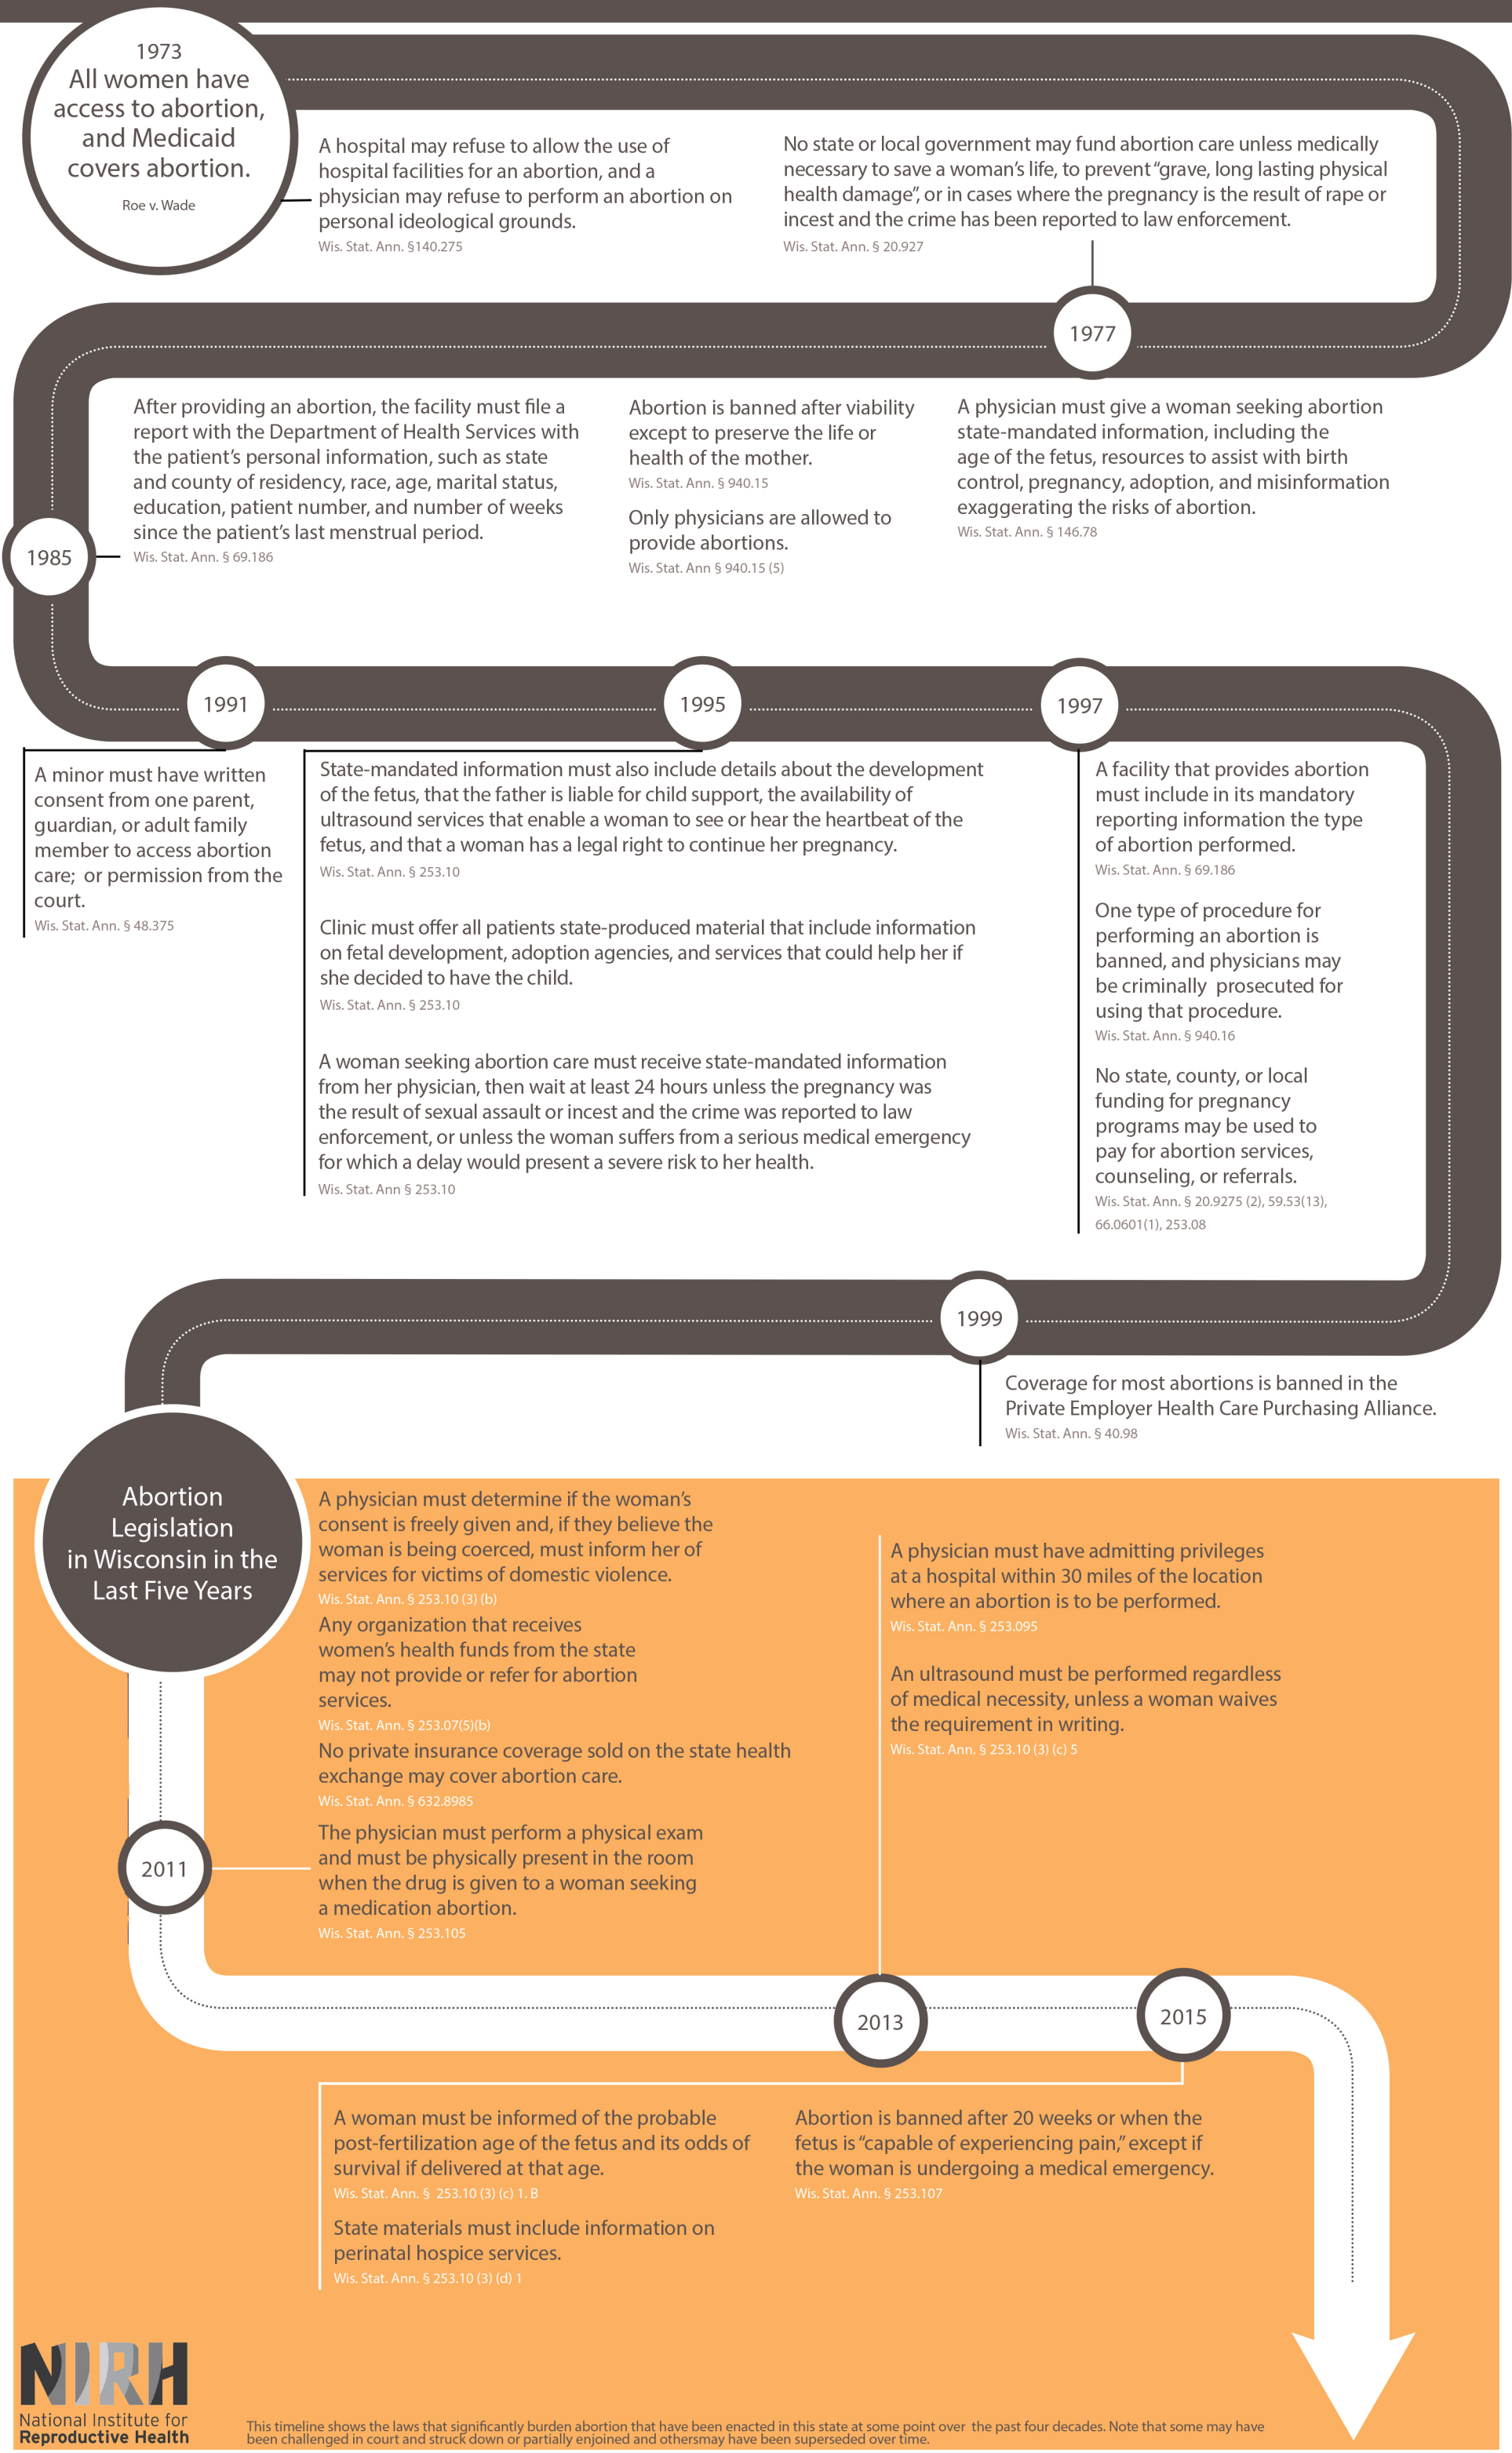 1973
All women have
access to abortion,
and Medicaid
covers abortion.
Roe v. Wade
A hospital may refuse to allow the use of
hospital facilities for an abortion, and a
physician may refuse to perform an abortion on
personal ideological grounds.
Wis. Stat. Ann. §140.275
No state or local government may fund abortion care unless medically
necessary to save a woman's life, to prevent “grave, long lasting physical
health damage”, or in cases where the pregnancy is the result of rape or
incest and the crime has been reported to law enforcement.
Wis. Stat. Ann. § 20.927
1977
1985
After providing an abortion, the facility must file a
report with the Department of Health Services with
the patient's personal information, such as state
and county of residency, race, age, marital status,
education, patient number, and number of weeks
since the patient's last menstrual period.
Wis. Stat. Ann. § 69.186
Abortion is banned after viability
except to preserve the life or
health of the mother.
Wis. Stat. Ann. § 940.15
Only physicians are allowed to
provide abortions.
Wis. Stat. Ann § 940.15 (5)
A physician must give a woman seeking abortion
state-mandated information, including the
age of the fetus, resources to assist with birth
control, pregnancy, adoption, and misinformation
exaggerating the risks of abortion.
Wis. Stat. Ann. § 146.78
1991
1995
1997
A minor must have written
consent from one parent,
guardian, or adult family
member to access abortion
care; or permission from the
court.
Wis. Stat. Ann. § 48.375
State-mandated information must also include details about the development
of the fetus, that the father is liable for child support, the availability of
ultrasound services that enable a woman to see or hear the heartbeat of the
fetus, and that a woman has a legal right to continue her pregnancy.
Wis. Stat. Ann. § 253.10
Clinic must offer all patients state-produced material that include information
on fetal development, adoption agencies, and services that could help her if
she decided to have the child.
Wis. Stat. Ann. § 253.10
A woman seeking abortion care must receive state-mandated information
from her physician, then wait at least 24 hours unless the pregnancy was
the result of sexual assault or incest and the crime was reported to law
enforcement, or unless the woman suffers from a serious medical emergency
for which a delay would present a severe risk to her health.
Wis. Stat. Ann § 253.10
A facility that provides abortion
must include in its mandatory
reporting information the type
of abortion performed.
Wis. Stat. Ann. § 69.186
One type of procedure for
performing an abortion is
banned, and physicians may
be criminally prosecuted for
using that procedure.
Wis. Stat. Ann. § 940.16
No state, county, or local
funding for pregnancy
programs may be used to
pay for abortion services,
counseling, or referrals.
Wis. Stat. Ann. § 20.9275 (2), 59.53(13),
66.0601(1), 253.08
1999
Coverage for most abortions is banned in the
Private Employer Health Care Purchasing Alliance.
Wis. Stat. Ann. § 40.98
Abortion
Legislation
in Wisconsin in the
Last Five Years
A physician must determine if the woman's
consent is freely given and, if they believe the
woman is being coerced, must inform her of
services for victims of domestic violence.
Wis. Stat. Ann. § 253.10 (3) (b)
Any organization that receives
women's health funds from the state
may not provide or refer for abortion
services.
Wis. Stat. Ann. § 253.07(5)(b)
No private insurance coverage sold on the state health
exchange may cover abortion care.
Wis. Stat. Ann. § 632.8985
The physician must perform a physical exam
and must be physically present in the room
when the drug is given to a woman seeking
a medication abortion.
Wis. Stat. Ann. § 253.105
2011
A physician must have admitting privileges
at a hospital within 30 miles of the location
where an abortion is to be performed.
Wis. Stat. Ann. § 253.095
An ultrasound must be performed regardless
of medical necessity, unless a woman waives
the requirement in writing.
Wis. Stat. Ann. § 253.10 (3) (c) 5
2013
2015
A woman must be informed of the probable
post-fertilization age of the fetus and its odds of
survival if delivered at that age.
Wis. Stat. Ann. § 253.10 (3) (c) 1. B
State materials must include information on
perinatal hospice services.
Wis. Stat. Ann. § 253.10 (3) (d) 1
Abortion is banned after 20 weeks or when the
fetus is “capable of experiencing pain,” except if
the woman is undergoing a medical emergency.
Wis. Stat. Ann. § 253.107
NIRH
National Institute for
Reproductive Health
This timeline shows the laws that significantly burden abortion that have been enacted in this state at some point over the past four decades. Note that some may have
been challenged in court and struck down or partially enjoined and othersmay have been superseded over time.